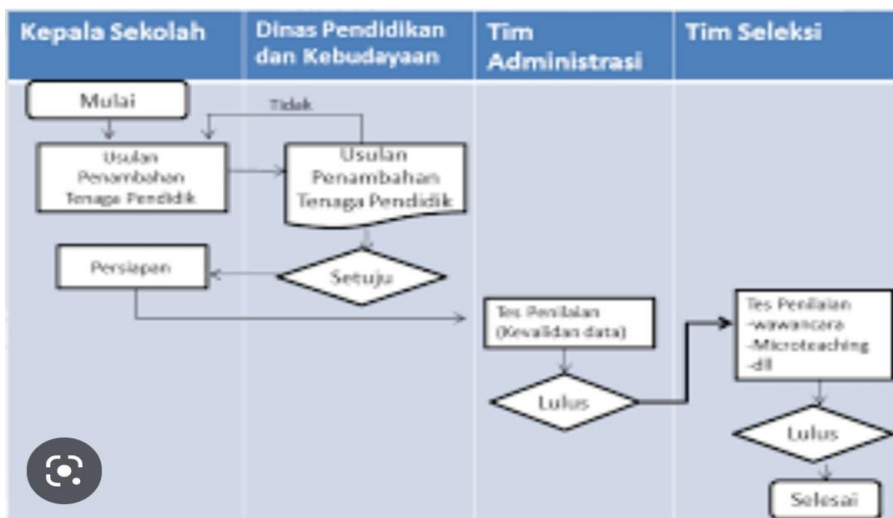 Kepala Sekolah
Dinas Pendidikan
dan Kebudayaan
Tim
Administrasi
Tim Seleksi
Mulai
Tidak
Usulan
Penambahan
Tenaga Pendidik
Usulan
Penambahan
Tenaga Pendidik
Persiapan
Setuju
Tes Penilaian
(Kevalidan data)
Lulus
Tes Penilaian
-wawancara
-Microteaching
-dll
Lulus
Selesai